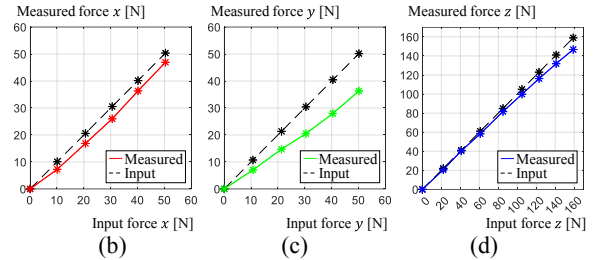 Measured force x [N]
60
50
40
30
20
10
0
0 10 20 30 40 50 60
Measured
Input
Input force x [N]
(b)
Measured force y [N]
60
50
40
30
20
10
0
0 10 20 30 40 50 60
Measured
Input
Input force y [N]
(c)
Measured force z [N]
160
140
120
100
80
60
40
20
0
0 20 40 60 80 100 120 140 160
Measured
Input
Input force z [N]
(d)